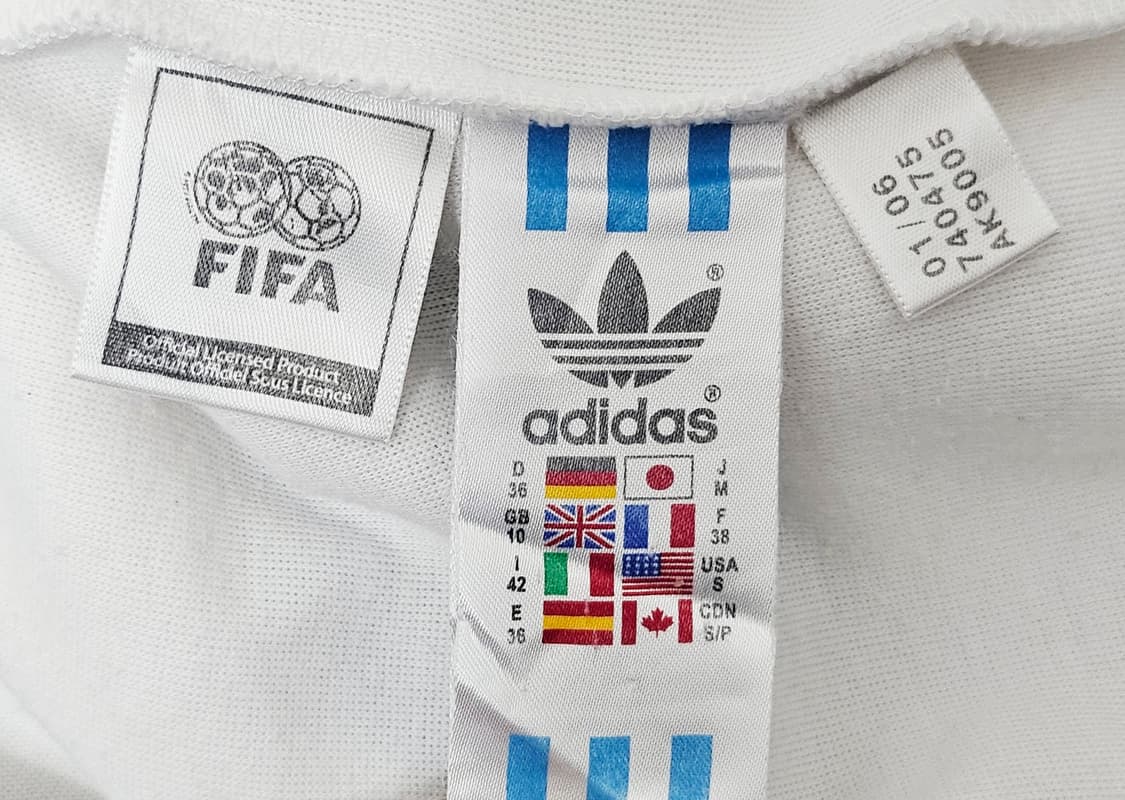 FIFA
Official Licensed Product
Produit Officiel sous Licence
®
adidas®
D
36
J
M
GB
10
F
38
I
42
USA
S
E
36
CDN
S/P
01/06
740475
AK9005